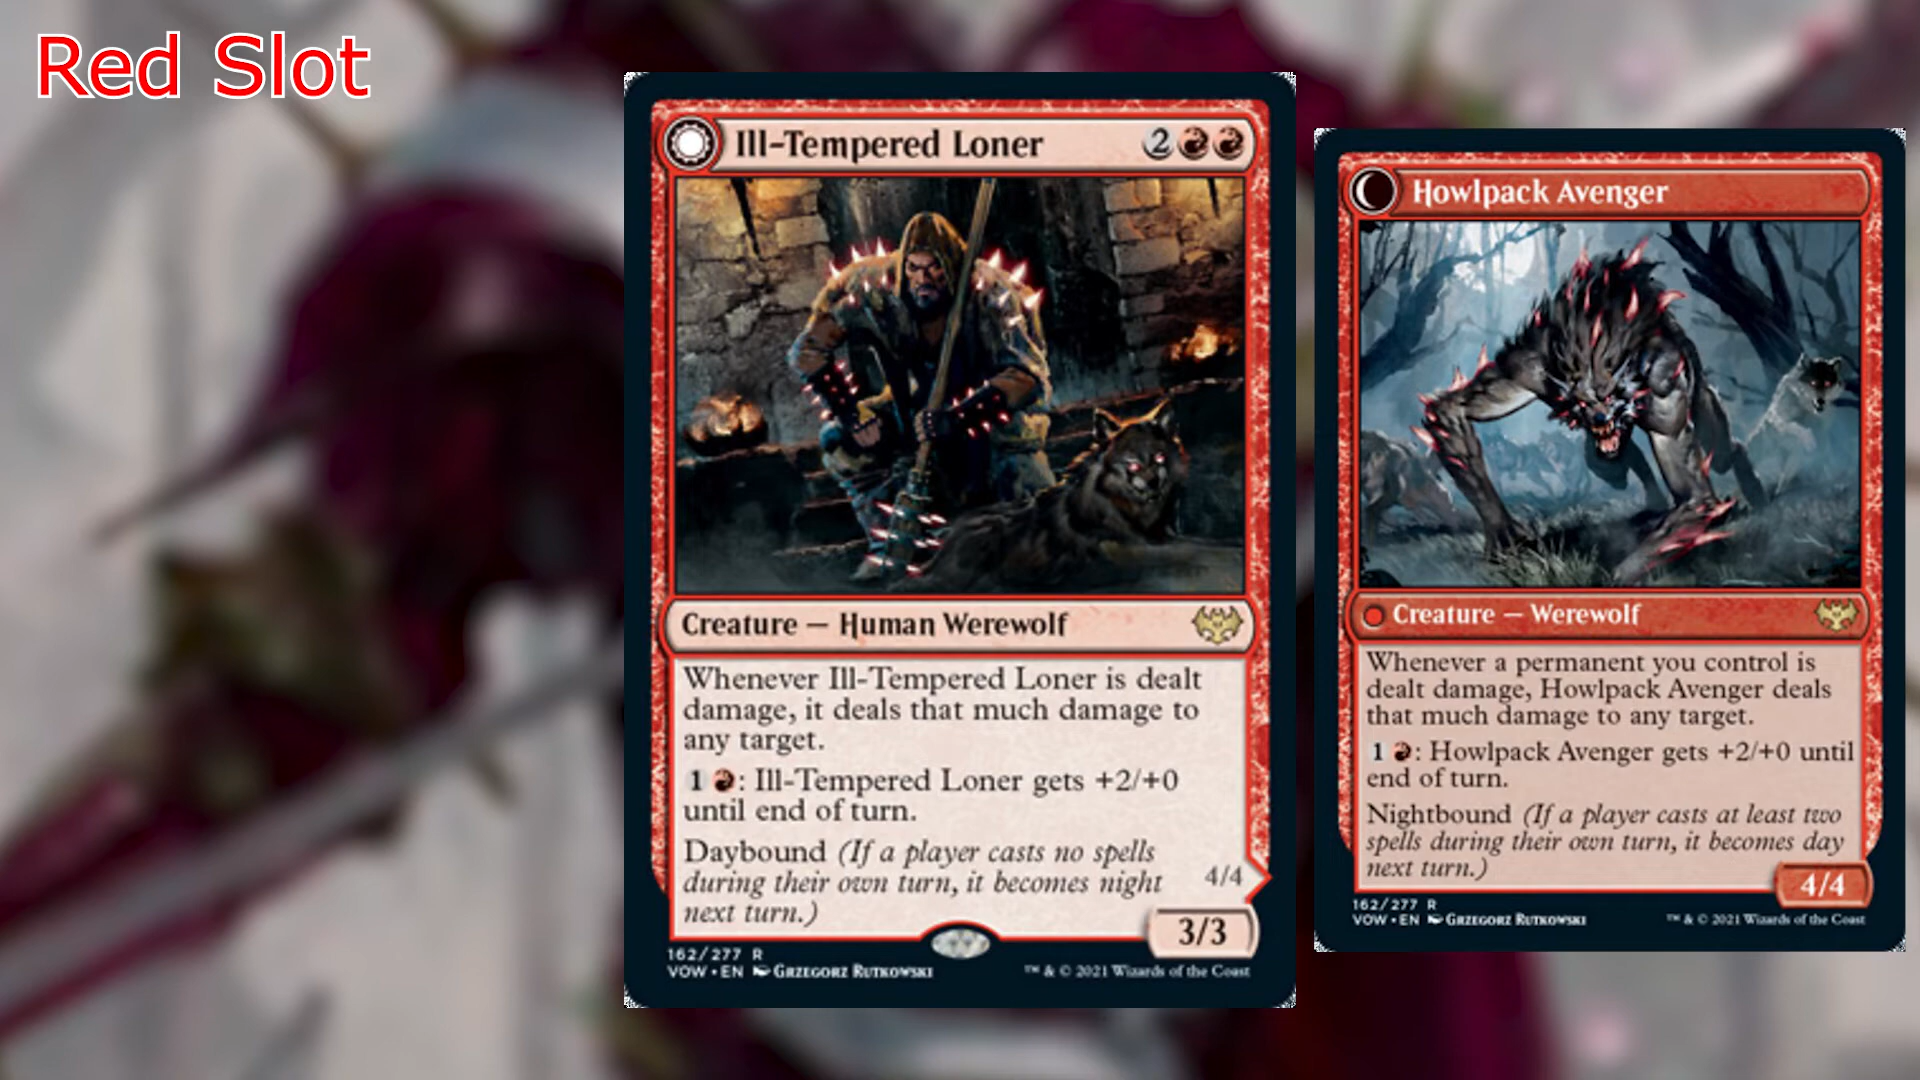 Red Slot
Ill-Tempered Loner 2
Creature — Human Werewolf
Whenever Ill-Tempered Loner is dealt
damage, it deals that much damage to
any target.
1 : Ill-Tempered Loner gets +2/+0
until end of turn.
Daybound (If a player casts no spells
during their own turn, it becomes night
next turn.)
4/4
3/3
162/277 R
VOW • EN Grzegorz Rutkowski
™ & © 2021 Wizards of the Coast
Howlpack Avenger
Creature — Werewolf
Whenever a permanent you control is
dealt damage, Howlpack Avenger deals
that much damage to any target.
1 : Howlpack Avenger gets +2/+0 until
end of turn.
Nightbound (If a player casts at least two
spells during their own turn, it becomes day
next turn.)
4/4
162/277 R
VOW • EN Grzegorz Rutkowski
™ & © 2021 Wizards of the Coast